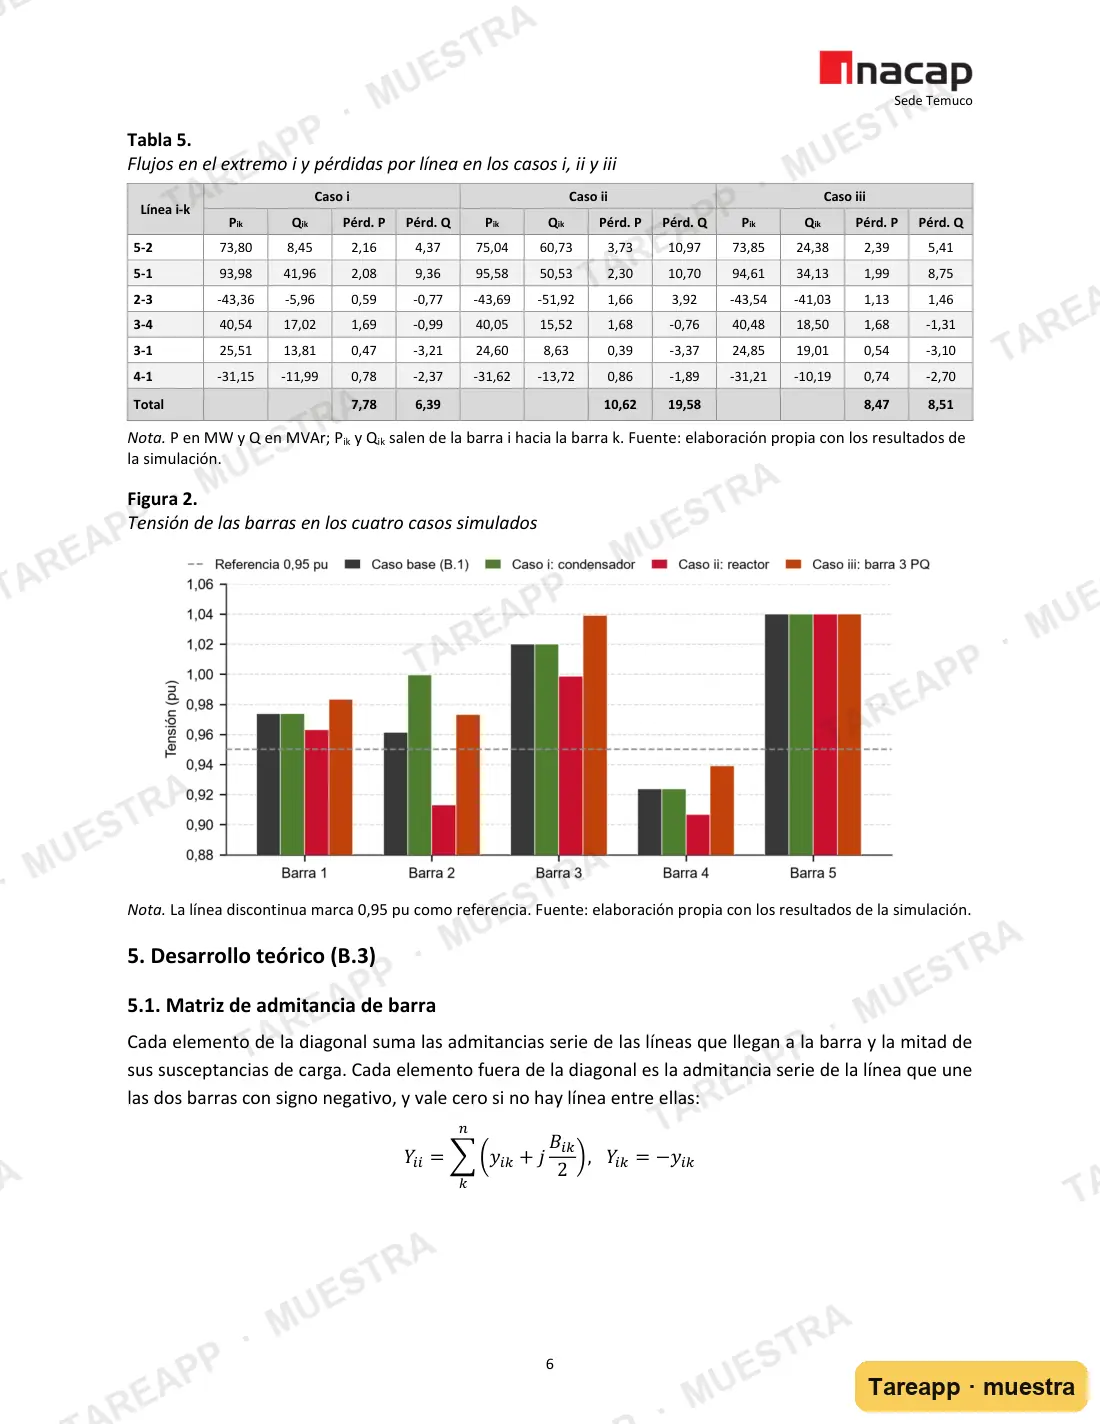 inacap
Sede Temuco
Tabla 5.
Flujos en el extremo i y pérdidas por línea en los casos i, ii y iii
Línea i-k Caso i Caso ii Caso iii
Pik Qik Pérd. P Pérd. Q Pik Qik Pérd. P Pérd. Q Pik Qik Pérd. P Pérd. Q
5-2 73,80 8,45 2,16 4,37 75,04 60,73 3,73 10,97 73,85 24,38 2,39 5,41
5-1 93,98 41,96 2,08 9,36 95,58 50,53 2,30 10,70 94,61 34,13 1,99 8,75
2-3 -43,36 -5,96 0,59 -0,77 -43,69 -51,92 1,66 3,92 -43,54 -41,03 1,13 1,46
3-4 40,54 17,02 1,69 -0,99 40,05 15,52 1,68 -0,76 40,48 18,50 1,68 -1,31
3-1 25,51 13,81 0,47 -3,21 24,60 8,63 0,39 -3,37 24,85 19,01 0,54 -3,10
4-1 -31,15 -11,99 0,78 -2,37 -31,62 -13,72 0,86 -1,89 -31,21 -10,19 0,74 -2,70
Total 7,78 6,39 10,62 19,58 8,47 8,51
Nota. P en MW y Q en MVAr; Pik y Qik salen de la barra i hacia la barra k. Fuente: elaboración propia con los resultados de
la simulación.
Figura 2.
Tensión de las barras en los cuatro casos simulados
Referencia 0,95 pu Caso base (B.1) Caso i: condensador Caso ii: reactor Caso iii: barra 3 PQ
Tensión (pu)
1,06
1,04
1,02
1,00
0,98
0,96
0,94
0,92
0,90
0,88
Barra 1 Barra 2 Barra 3 Barra 4 Barra 5
Nota. La línea discontinua marca 0,95 pu como referencia. Fuente: elaboración propia con los resultados de la simulación.
5. Desarrollo teórico (B.3)
5.1. Matriz de admitancia de barra
Cada elemento de la diagonal suma las admitancias serie de las líneas que llegan a la barra y la mitad de
sus susceptancias de carga. Cada elemento fuera de la diagonal es la admitancia serie de la línea que une
las dos barras con signo negativo, y vale cero si no hay línea entre ellas:
Yii = ∑ k n (yik + j Bik/2), Yik = −yik
6
Tareapp · muestra
TAREAPP · MUESTRA